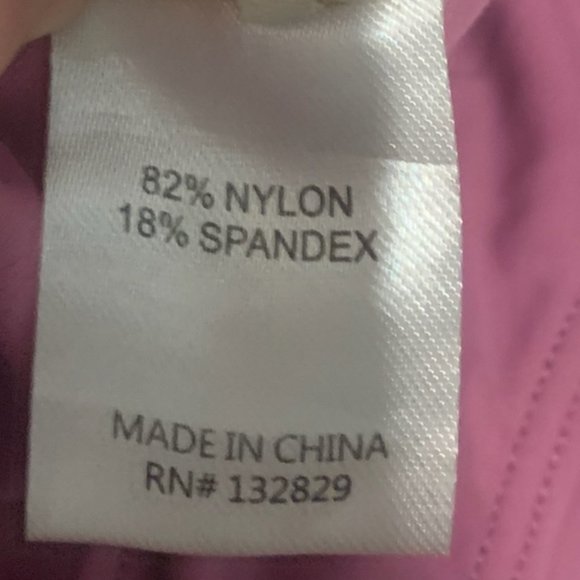 82% NYLON
18% SPANDEX
MADE IN CHINA
RN# 132829